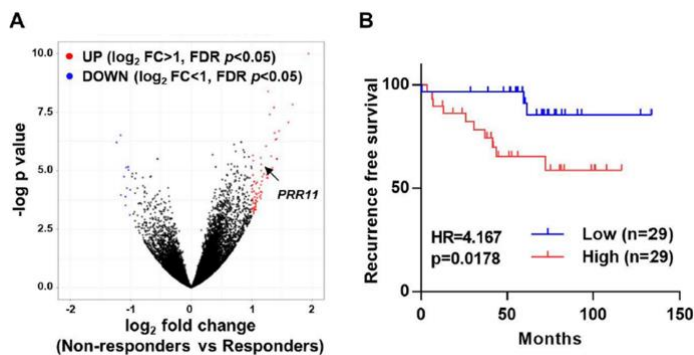 A
10.0
7.5
5.0
2.5
0.0
-log p value
UP (log2 FC>1, FDR p<0.05)
DOWN (log2 FC<1, FDR p<0.05)
PRR11
-2
-1
0
1
2
log2 fold change
(Non-responders vs Responders)
B
Recurrence free survival
100
50
0
HR=4.167
p=0.0178
Low (n=29)
High (n=29)
0
50
100
150
Months